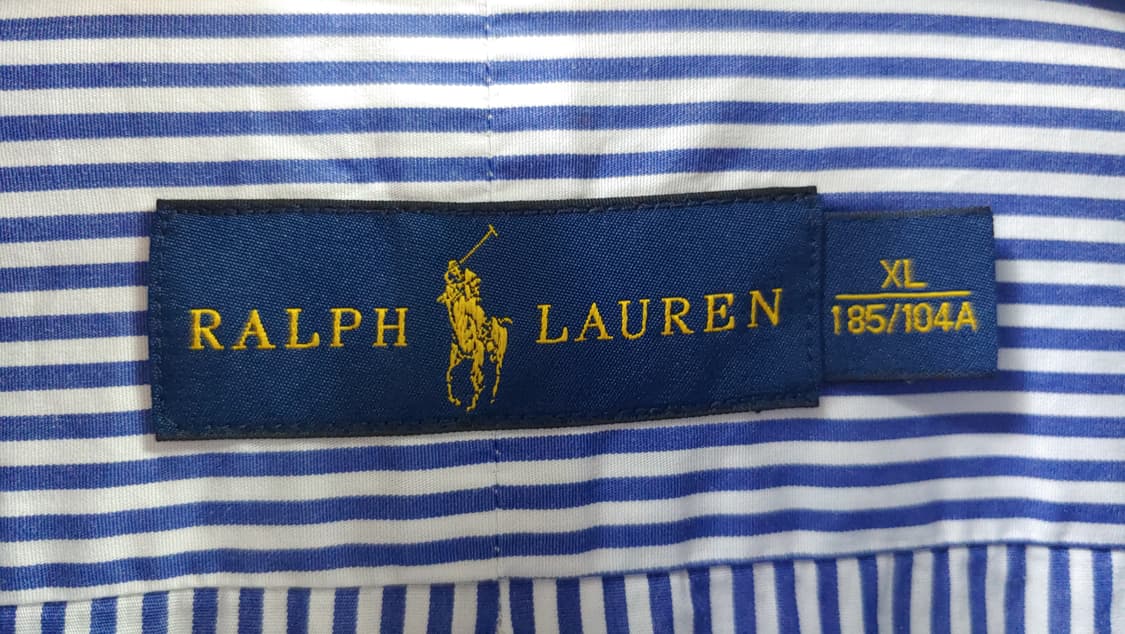 RALPH LAUREN
XL
185/104A